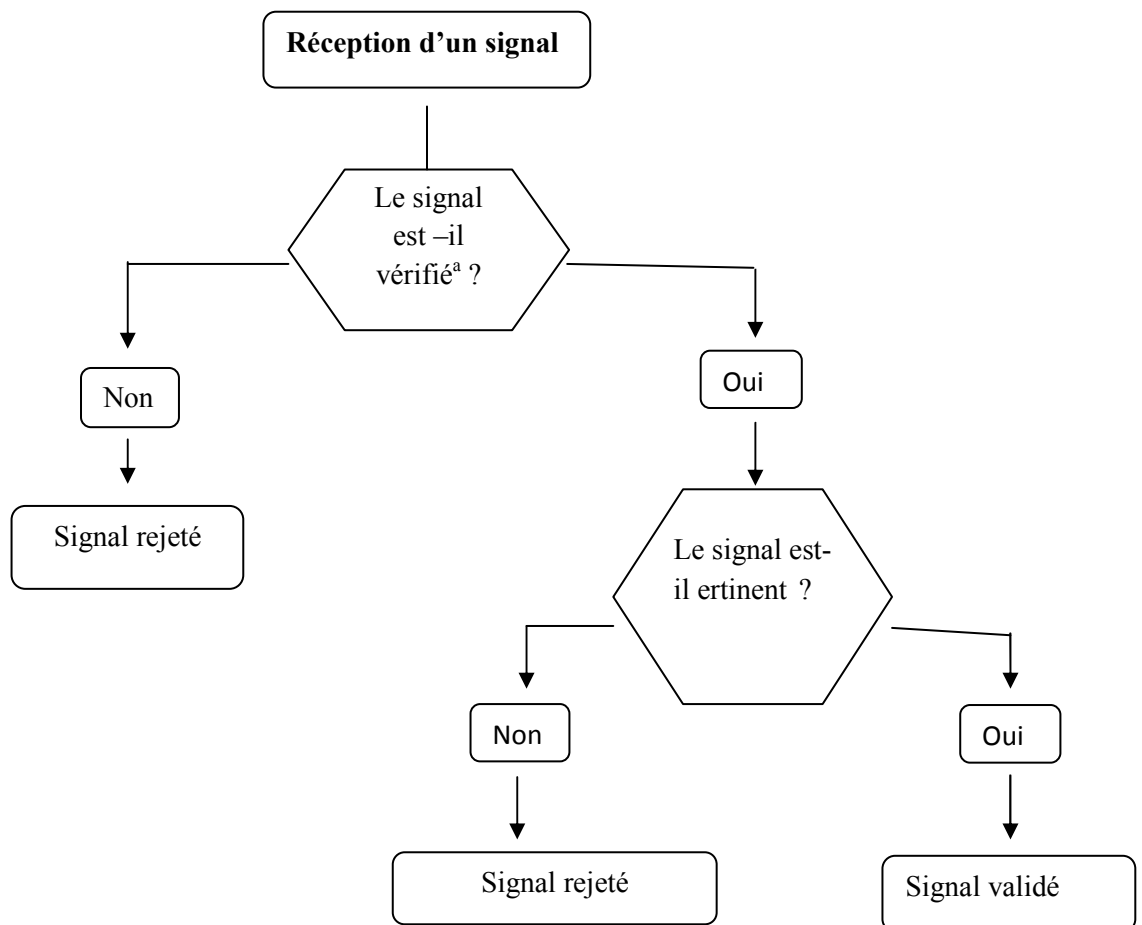 Réception d’un signal
Le signal
est –il
vérifiéᵃ ?
Non
Oui
Signal rejeté
Le signal est-
il ertinent ?
Non
Oui
Signal rejeté
Signal validé